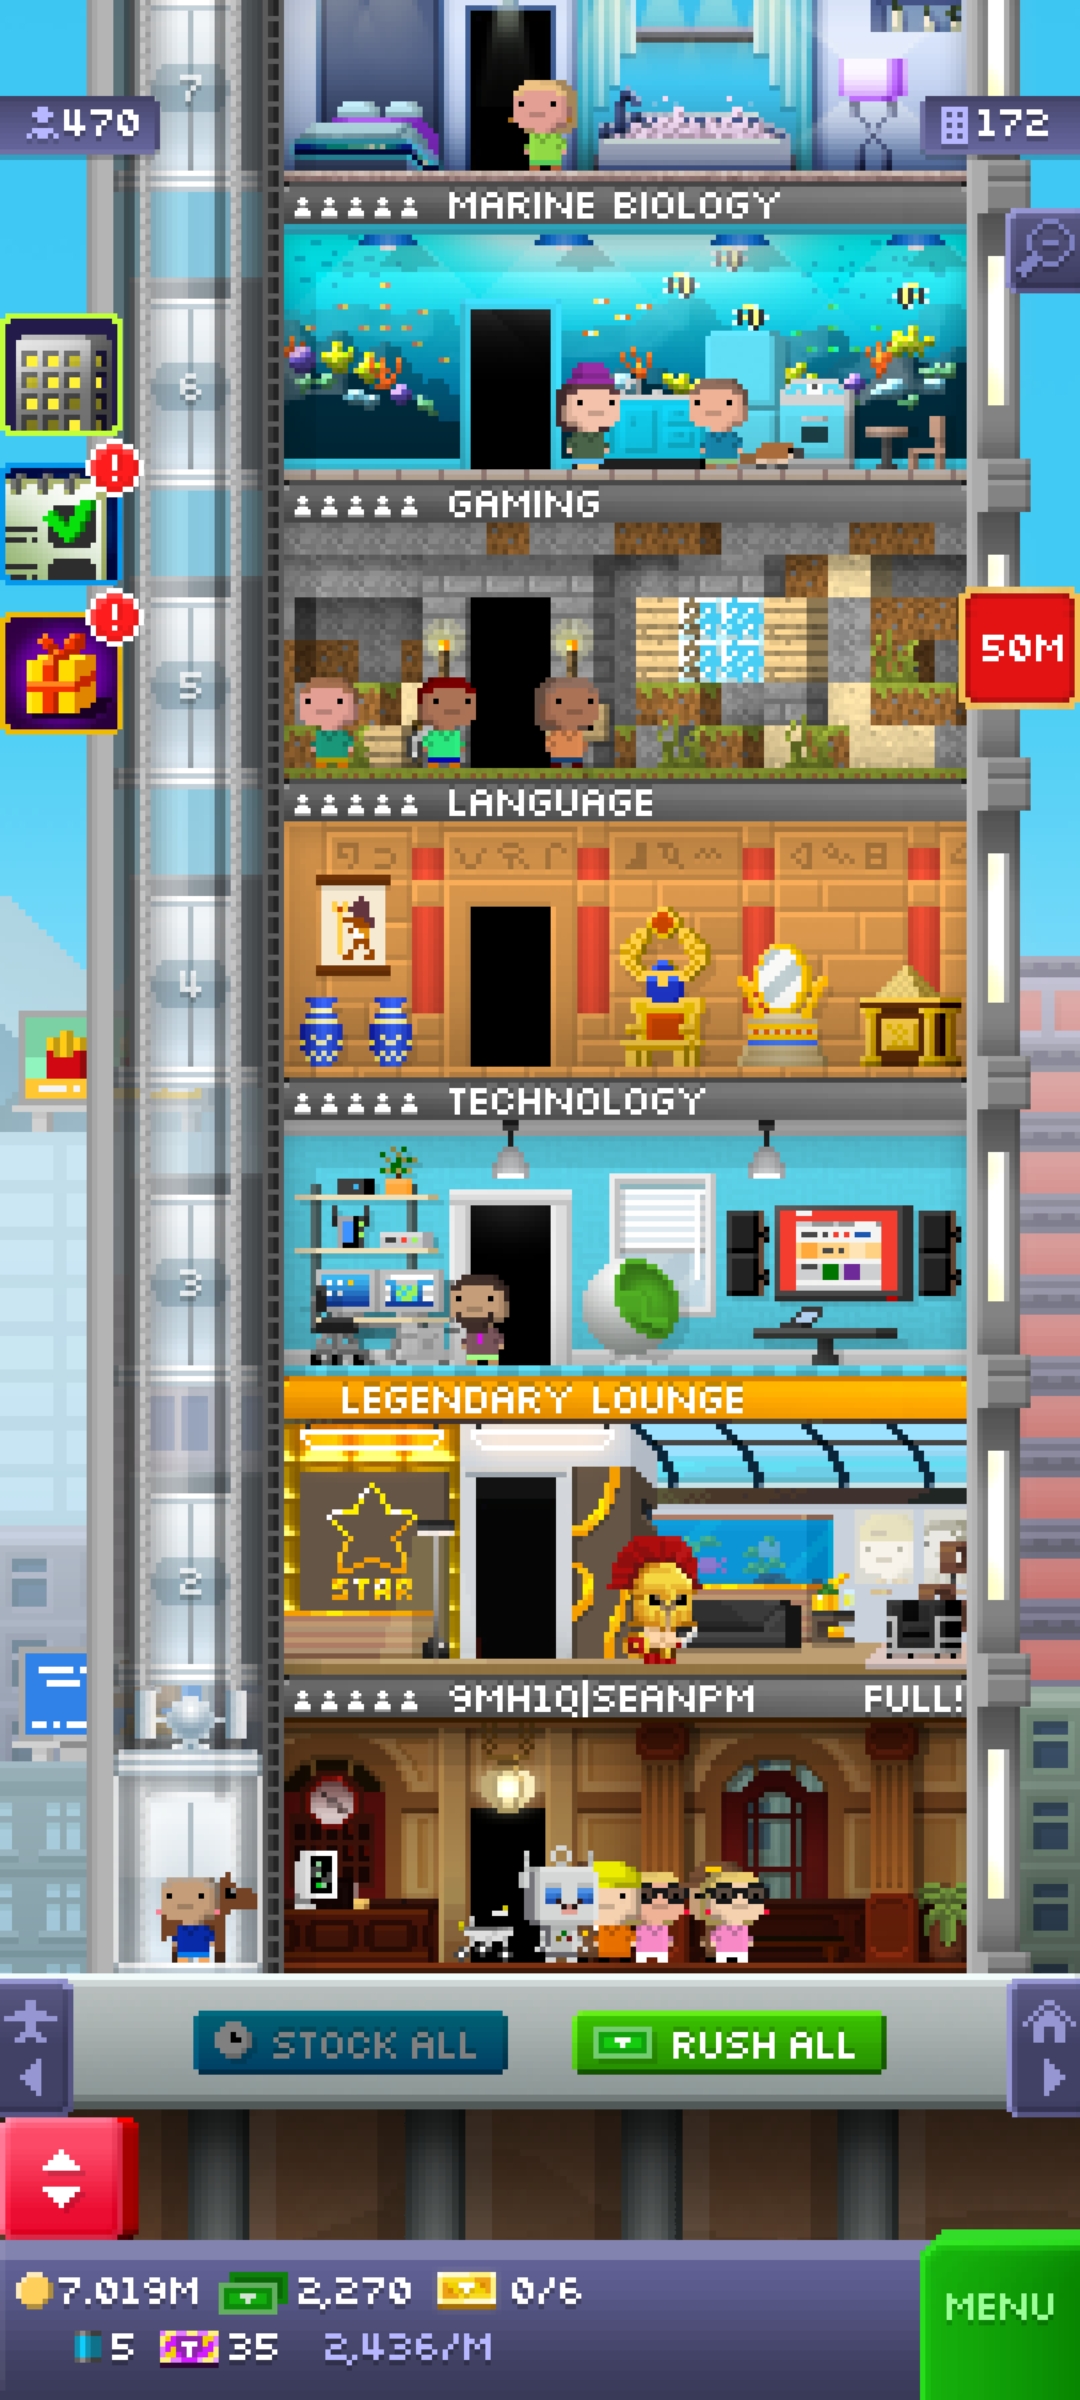 7
470
172
MARINE BIOLOGY
6
GAMING
50M
5
LANGUAGE
4
TECHNOLOGY
3
LEGENDARY LOUNGE
STAR
2
9MH1Q|SEANPM FULL!
STOCK ALL
RUSH ALL
7.019M 2,270 0/6
MENU
5 35 2,436/M